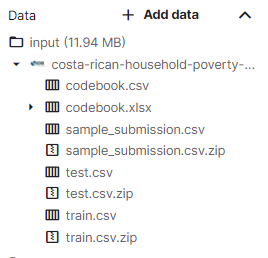 Data + Add data
input (11.94 MB)
costa-rican-household-poverty-...
codebook.csv
codebook.xlsx
sample_submission.csv
sample_submission.csv.zip
test.csv
test.csv.zip
train.csv
train.csv.zip